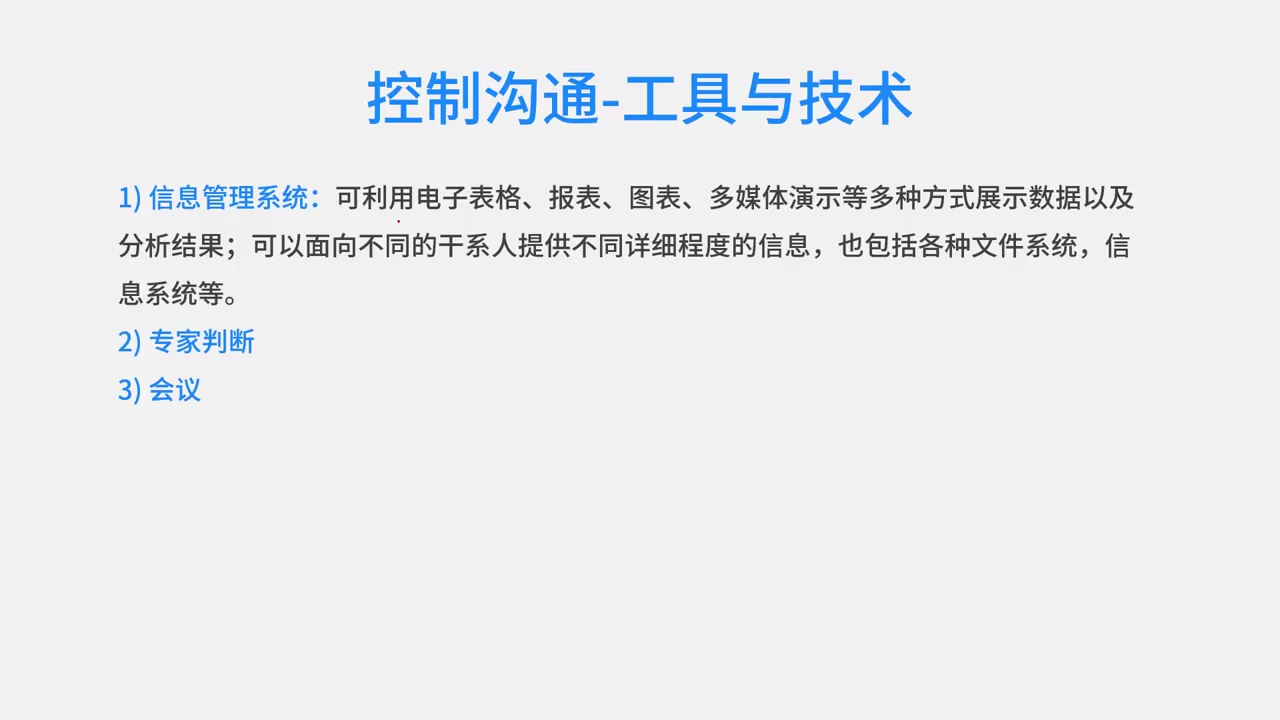 控制沟通-工具与技术
1) 信息管理系统：可利用电子表格、报表、图表、多媒体演示等多种方式展示数据以及
分析结果；可以面向不同的干系人提供不同详细程度的信息，也包括各种文件系统，信
息系统等。
2) 专家判断
3) 会议